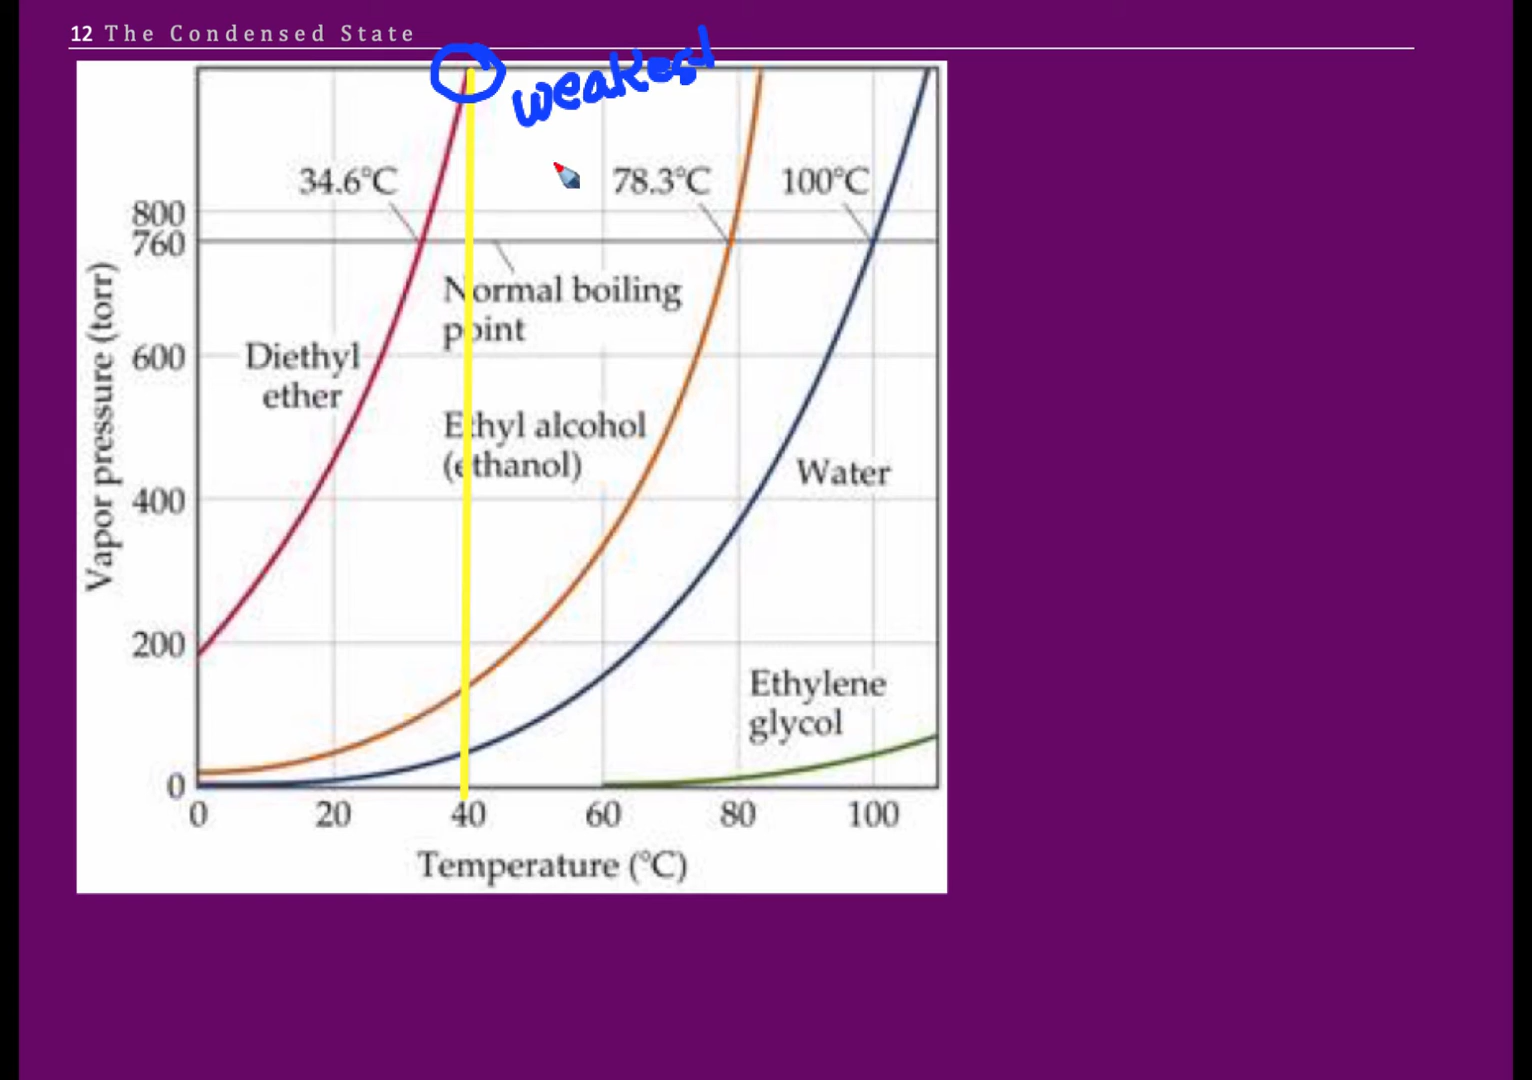 12 The Condensed State
weakest
34.6°C
78.3°C
100°C
800
760
Normal boiling
point
600
Diethyl
ether
Ethyl alcohol
(ethanol)
Water
400
200
Ethylene
glycol
0
0 20 40 60 80 100
Temperature (°C)
Vapor pressure (torr)